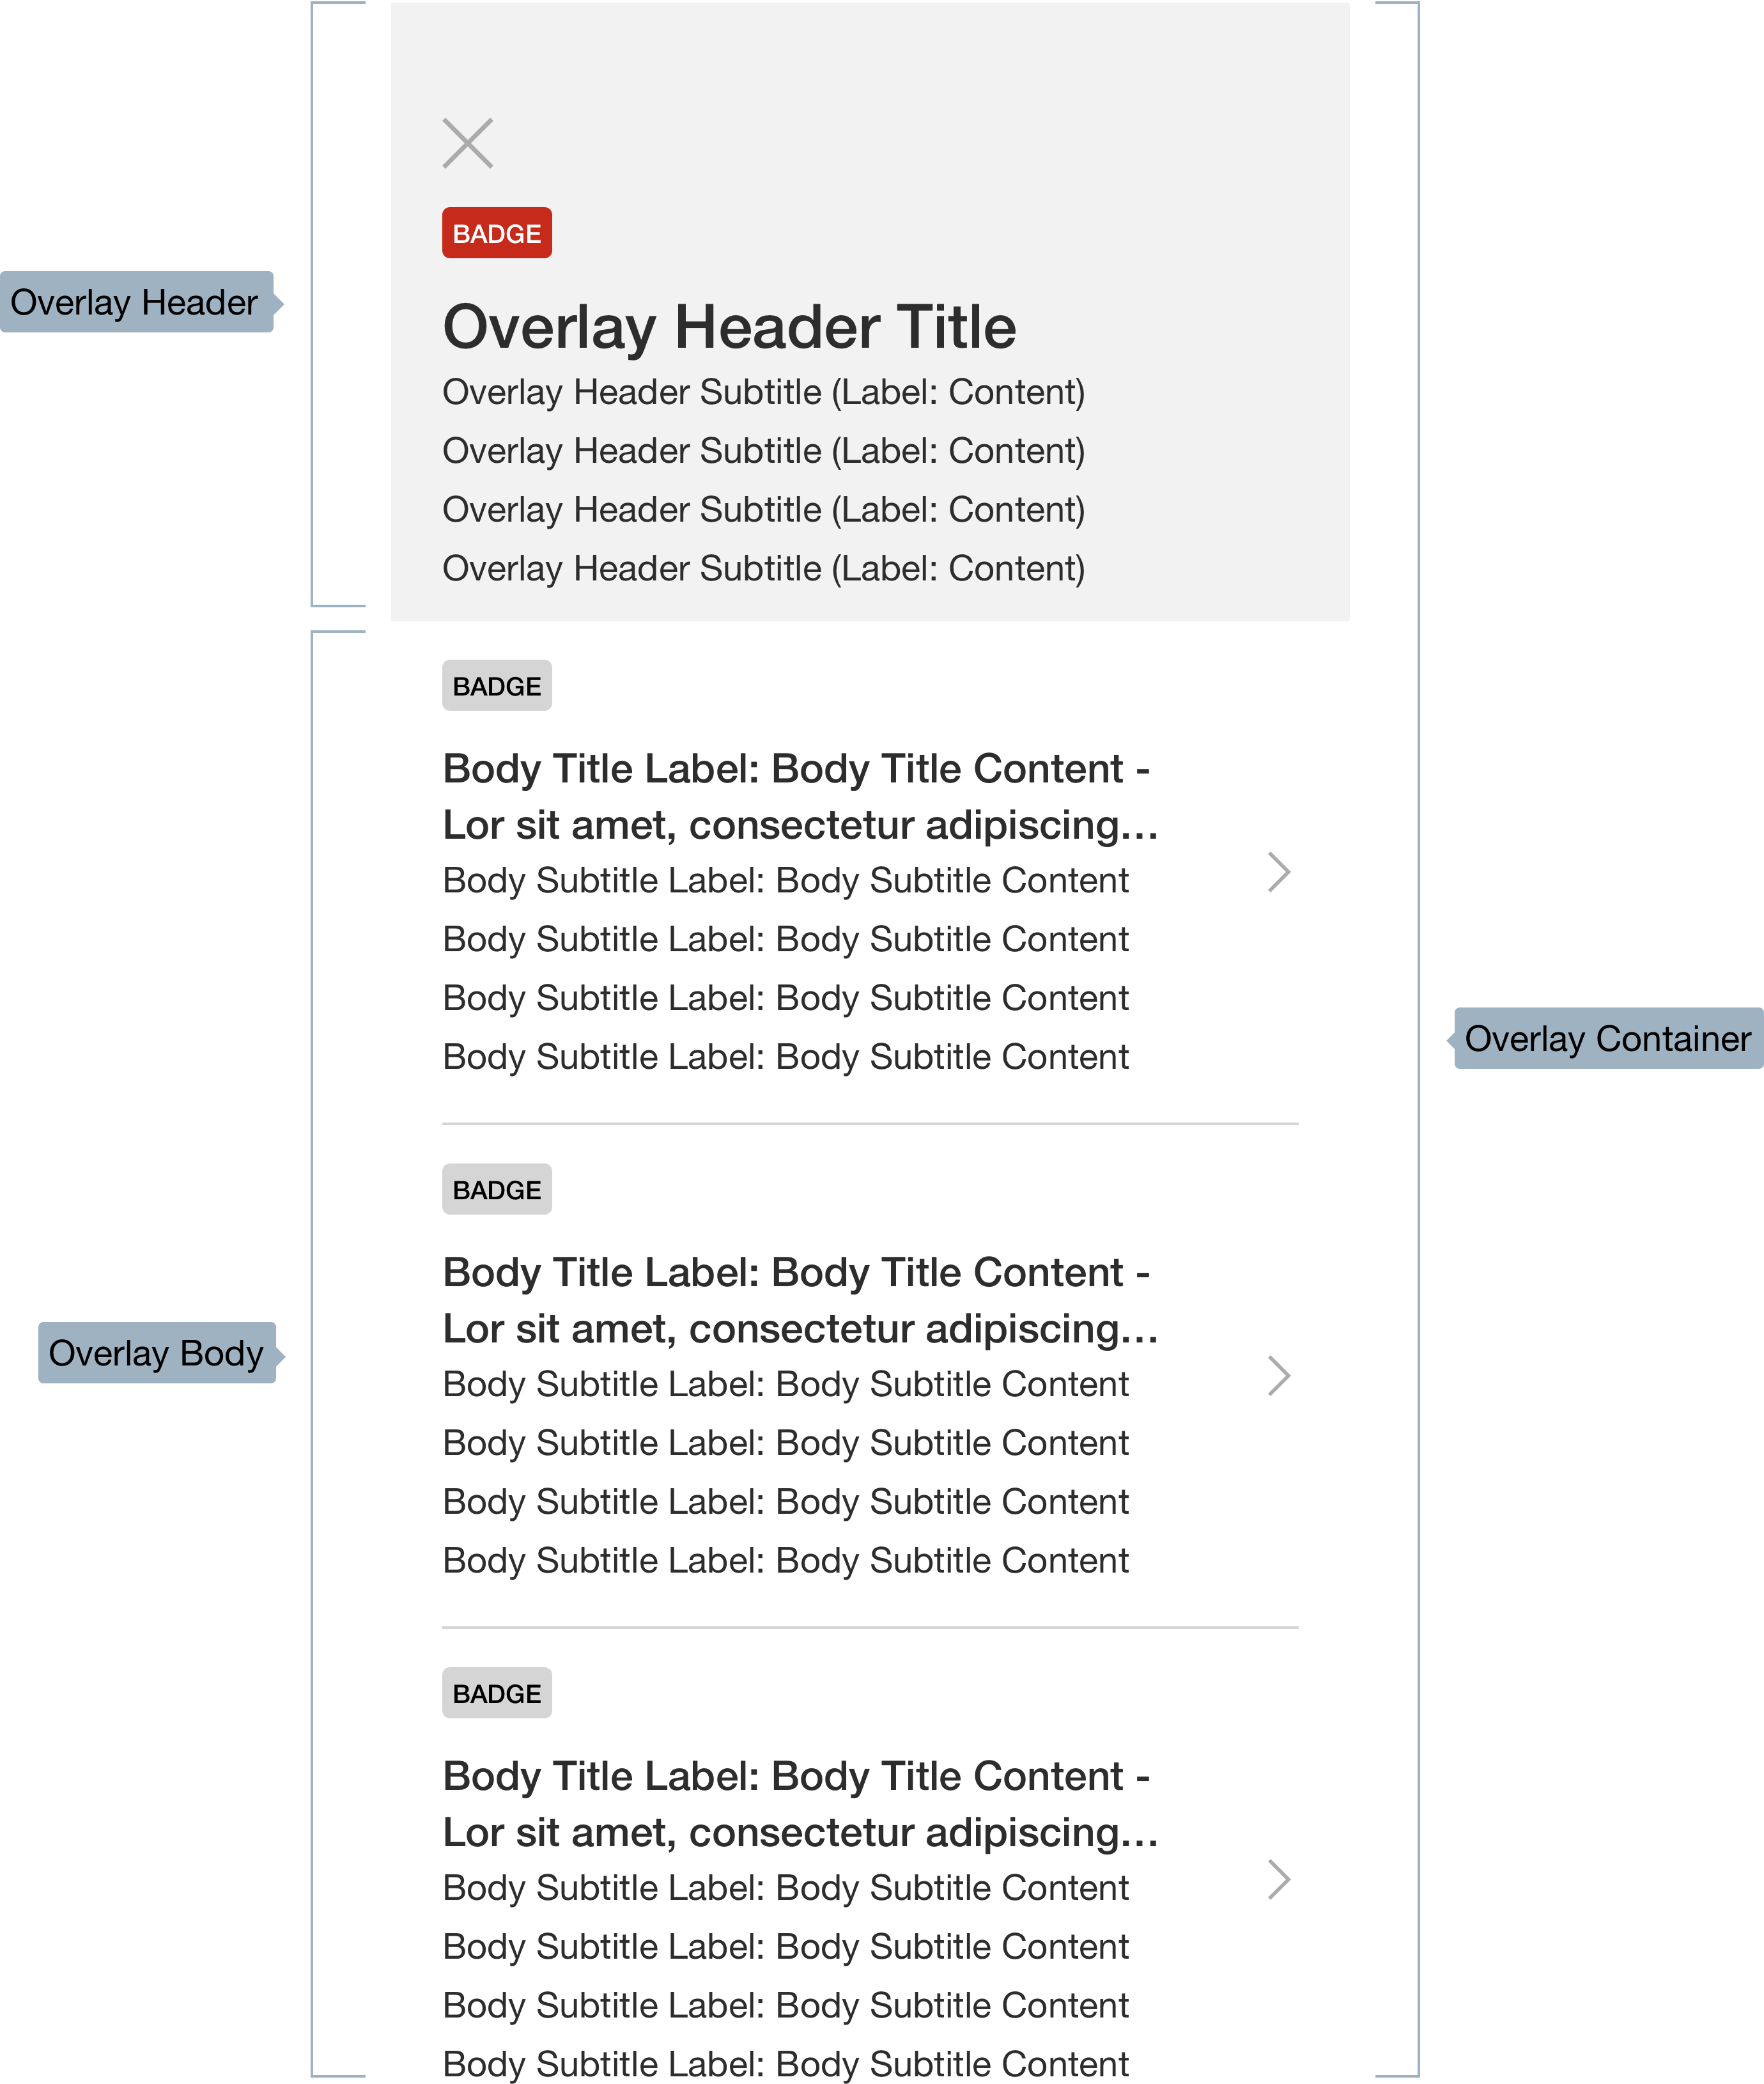 BADGE
Overlay Header
Overlay Header Title
Overlay Header Subtitle (Label: Content)
Overlay Header Subtitle (Label: Content)
Overlay Header Subtitle (Label: Content)
Overlay Header Subtitle (Label: Content)
BADGE
Body Title Label: Body Title Content -
Lor sit amet, consectetur adipiscing...
Body Subtitle Label: Body Subtitle Content
Body Subtitle Label: Body Subtitle Content
Body Subtitle Label: Body Subtitle Content
Body Subtitle Label: Body Subtitle Content
Overlay Container
BADGE
Body Title Label: Body Title Content -
Lor sit amet, consectetur adipiscing...
Overlay Body
Body Subtitle Label: Body Subtitle Content
Body Subtitle Label: Body Subtitle Content
Body Subtitle Label: Body Subtitle Content
Body Subtitle Label: Body Subtitle Content
BADGE
Body Title Label: Body Title Content -
Lor sit amet, consectetur adipiscing...
Body Subtitle Label: Body Subtitle Content
Body Subtitle Label: Body Subtitle Content
Body Subtitle Label: Body Subtitle Content
Body Subtitle Label: Body Subtitle Content